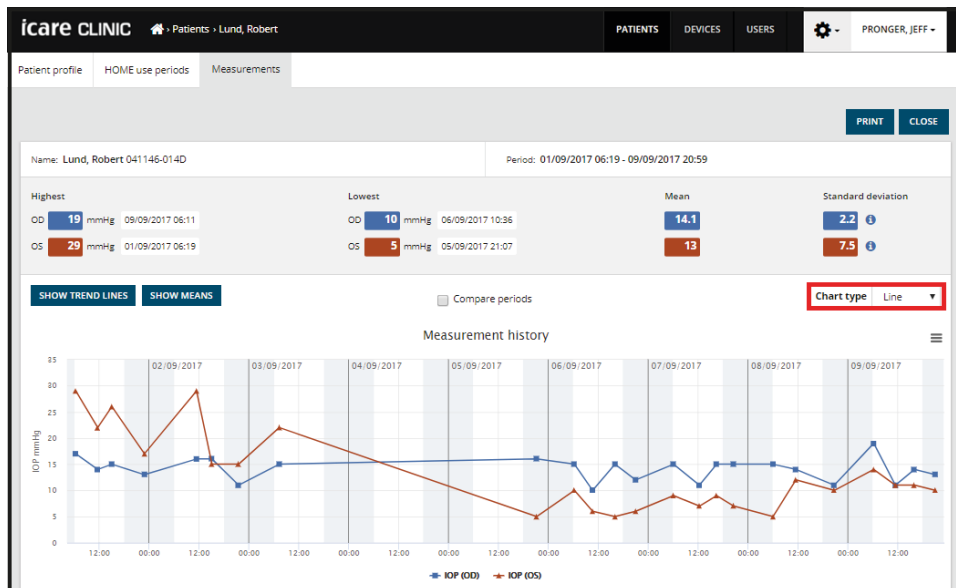 icare CLINIC › Patients › Lund, Robert PATIENTS DEVICES USERS PRONGER, JEFF
Patient profile HOME use periods Measurements
PRINT CLOSE
Name: Lund, Robert 041146-014D Period: 01/09/2017 06:19 - 09/09/2017 20:59
Highest Lowest Mean Standard deviation
OD 19 mmHg 09/09/2017 06:11 OD 10 mmHg 06/09/2017 10:36 14.1 2.2
OS 29 mmHg 01/09/2017 06:19 OS 5 mmHg 05/09/2017 21:07 13 7.5
SHOW TREND LINES SHOW MEANS Compare periods Chart type Line
Measurement history
35 02/09/2017 03/09/2017 04/09/2017 05/09/2017 06/09/2017 07/09/2017 08/09/2017 09/09/2017
30
25
20
15
10
5
0
IOP mmHg
12:00 00:00 12:00 00:00 12:00 00:00 12:00 00:00 12:00 00:00 12:00 00:00 12:00 00:00 12:00 00:00 12:00
IOP (OD) IOP (OS)